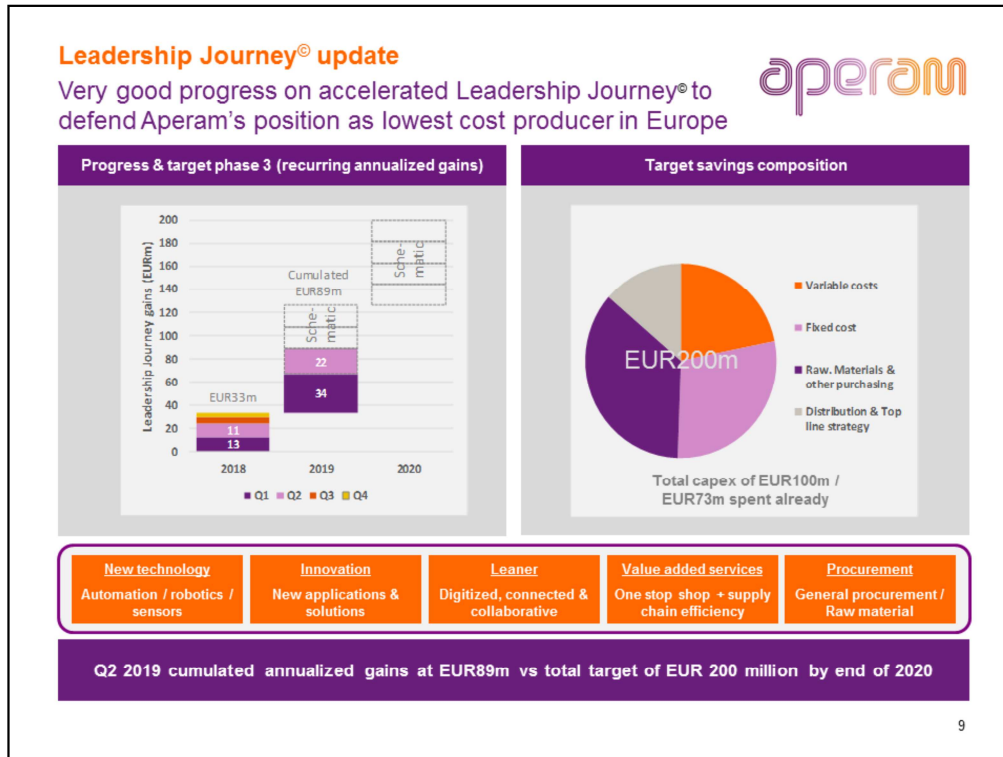 Leadership Journey© update
Very good progress on accelerated Leadership Journey© to
defend Aperam's position as lowest cost producer in Europe
aperam
Progress & target phase 3 (recurring annualized gains)
Leadership Journey gains (EURm)
200
180
160
140
120
100
80
60
40
20
0
EUR33m
11
13
Cumulated
EUR89m
Sche-
matic
22
34
Sche-
matic
2018
2019
2020
Q1 Q2 Q3 Q4
Target savings composition
EUR200m
Variable costs
Fixed cost
Raw. Materials &
other purchasing
Distribution & Top
line strategy
Total capex of EUR100m /
EUR73m spent already
New technology
Automation / robotics /
sensors
Innovation
New applications &
solutions
Leaner
Digitized, connected &
collaborative
Value added services
One stop shop + supply
chain efficiency
Procurement
General procurement /
Raw material
Q2 2019 cumulated annualized gains at EUR89m vs total target of EUR 200 million by end of 2020
9